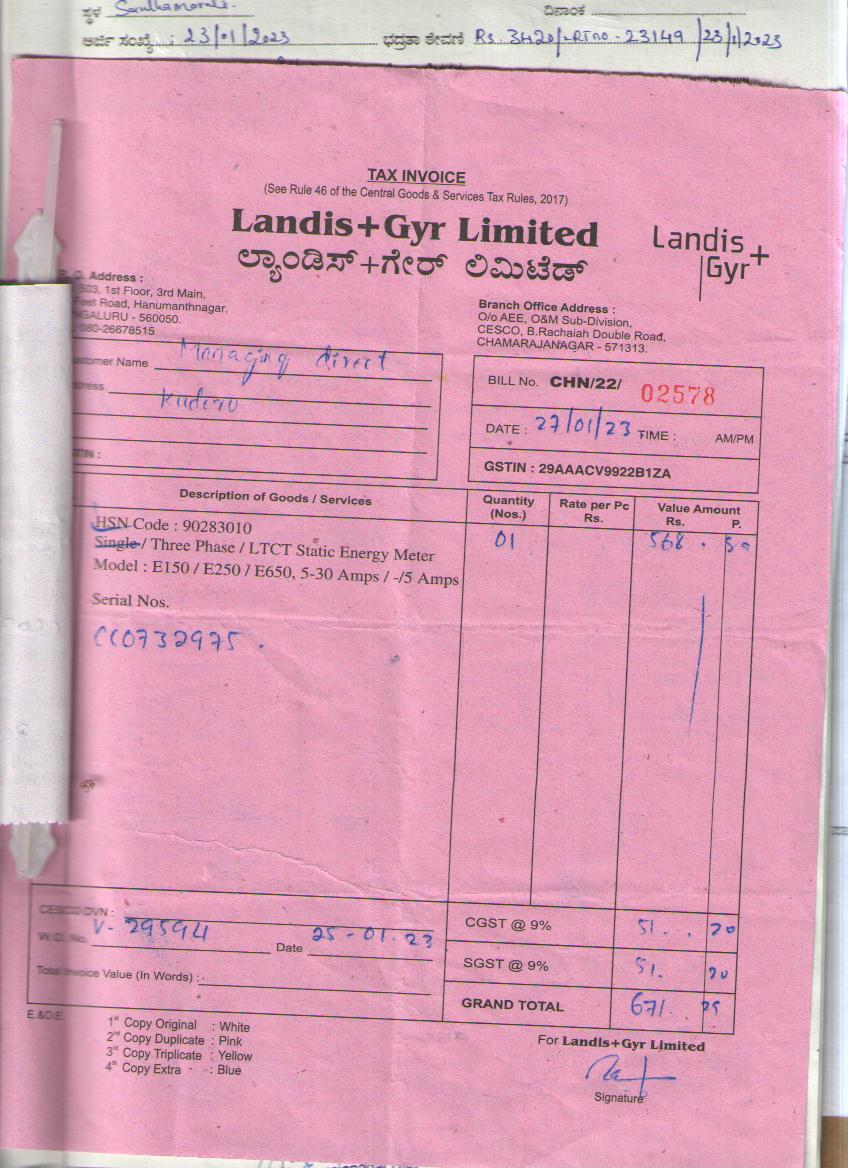 ಸ್ಥಳ Santhamarale. ದಿನಾಂಕ
ಅರ್ಜಿ ಸಂಖ್ಯೆ : 23/01/2023 ಭದ್ರತಾ ಠೇವಣಿ Rs. 3420/- RT no - 23149 /23/1/2023
TAX INVOICE
(See Rule 46 of the Central Goods & Services Tax Rules, 2017)
Landis+Gyr Limited
ಲ್ಯಾಂಡಿಸ್+ಗೇರ್ ಲಿಮಿಟೆಡ್
Landis+
Gyr
Address :
503, 1st Floor, 3rd Main,
Feet Road, Hanumanthnagar,
GALURU - 560050.
080-26678515
Branch Office Address :
O/o AEE, O&M Sub-Division,
CESCO, B.Rachaiah Double Road,
CHAMARAJANAGAR - 571313.
Customer Name Managing direct
Address Kuderu
TIN :
BILL No. CHN/22/ 02578
DATE : 27/01/23 TIME : AM/PM
GSTIN : 29AAACV9922B1ZA
Description of Goods / Services Quantity (Nos.) Rate per Pc Rs. Value Amount Rs. P.
HSN Code : 90283010
Single / Three Phase / LTCT Static Energy Meter 01 568 . 50
Model : E150 / E250 / E650, 5-30 Amps / -/5 Amps
Serial Nos.
CC0732975 .
CESCO DVN :
W.O. No. V- 29594 Date 25-01.23
Total Invoice Value (In Words) :
CGST @ 9% 51 . 20
SGST @ 9% 51. 20
GRAND TOTAL 671
E.&O.E.
1st Copy Original : White
2nd Copy Duplicate : Pink
3rd Copy Triplicate : Yellow
4th Copy Extra : Blue
For Landis+Gyr Limited
Signature